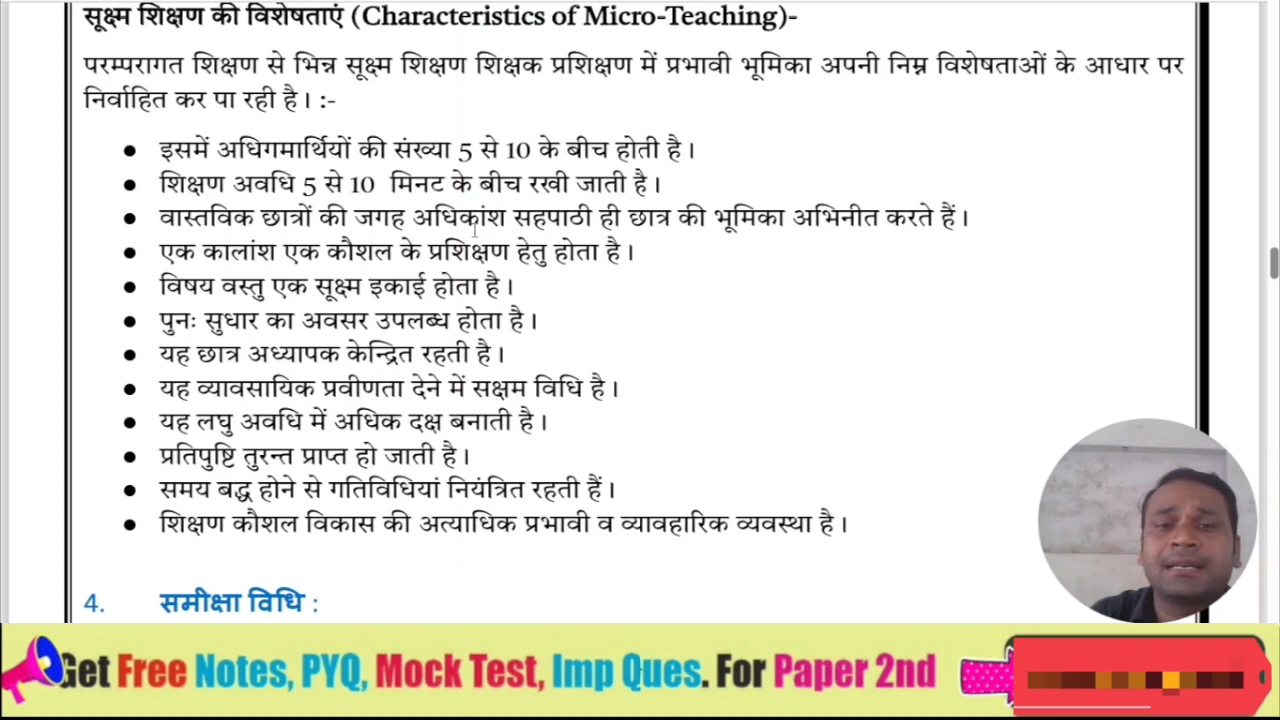 सूक्ष्म शिक्षण की विशेषताएं (Characteristics of Micro-Teaching)-
परम्परागत शिक्षण से भिन्न सूक्ष्म शिक्षण शिक्षक प्रशिक्षण में प्रभावी भूमिका अपनी निम्न विशेषताओं के आधार पर
निर्वाहित कर पा रही है। :-
● इसमें अधिगमार्थियों की संख्या 5 से 10 के बीच होती है।
● शिक्षण अवधि 5 से 10 मिनट के बीच रखी जाती है।
● वास्तविक छात्रों की जगह अधिकांश सहपाठी ही छात्र की भूमिका अभिनीत करते हैं।
● एक कालांश एक कौशल के प्रशिक्षण हेतु होता है।
● विषय वस्तु एक सूक्ष्म इकाई होता है।
● पुनः सुधार का अवसर उपलब्ध होता है।
● यह छात्र अध्यापक केन्द्रित रहती है।
● यह व्यावसायिक प्रवीणता देने में सक्षम विधि है।
● यह लघु अवधि में अधिक दक्ष बनाती है।
● प्रतिपुष्टि तुरन्त प्राप्त हो जाती है।
● समय बद्ध होने से गतिविधियां नियंत्रित रहती हैं।
● शिक्षण कौशल विकास की अत्याधिक प्रभावी व व्यावहारिक व्यवस्था है।
4. समीक्षा विधि :
Get Free Notes, PYQ, Mock Test, Imp Ques. For Paper 2nd